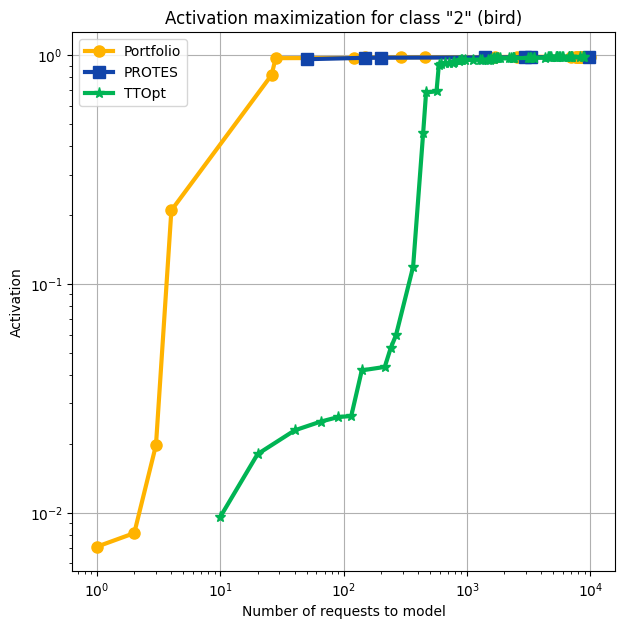 Activation maximization for class "2" (bird)
Portfolio
PROTES
TTOpt
Activation
10⁰
10⁻¹
10⁻²
10⁰ 10¹ 10² 10³ 10⁴
Number of requests to model